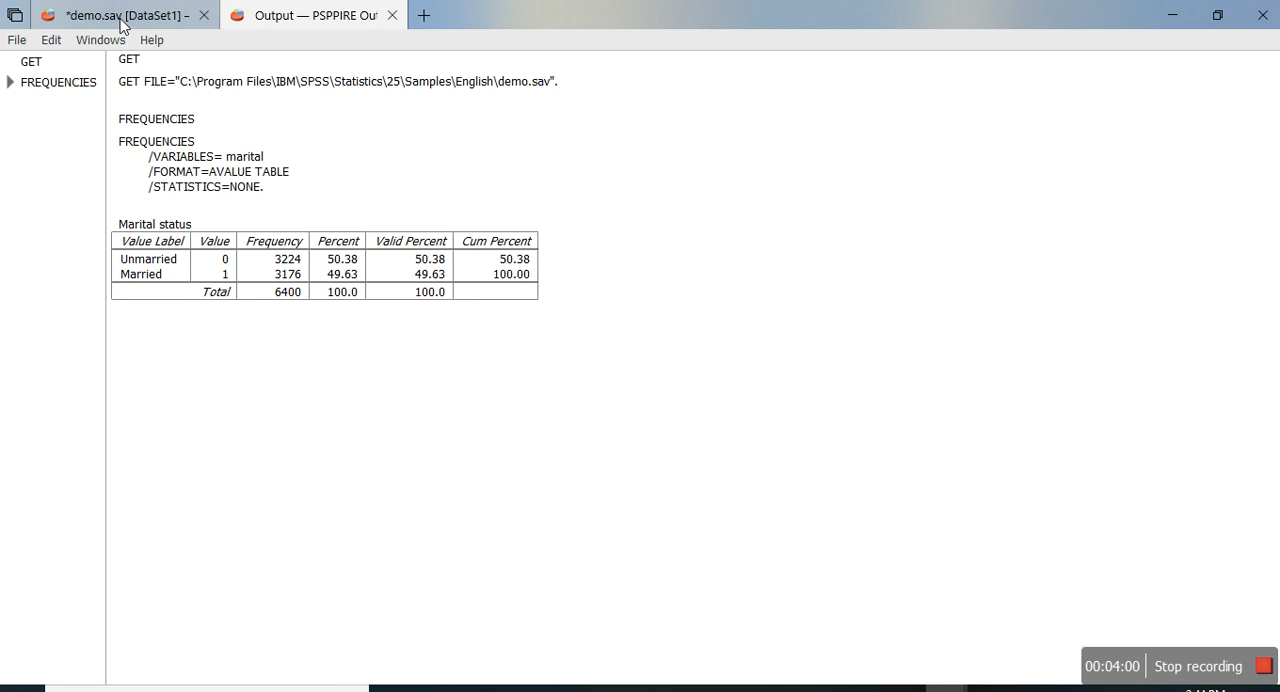 *demo.sav [DataSet1] –
Output — PSPPIRE Out
File Edit Windows Help
GET
FREQUENCIES
GET
GET FILE="C:\Program Files\IBM\SPSS\Statistics\25\Samples\English\demo.sav".
FREQUENCIES
FREQUENCIES
/VARIABLES= marital
/FORMAT=AVALUE TABLE
/STATISTICS=NONE.
Marital status
Value Label Value Frequency Percent Valid Percent Cum Percent
Unmarried 0 3224 50.38 50.38 50.38
Married 1 3176 49.63 49.63 100.00
Total 6400 100.0 100.0
00:04:00 Stop recording